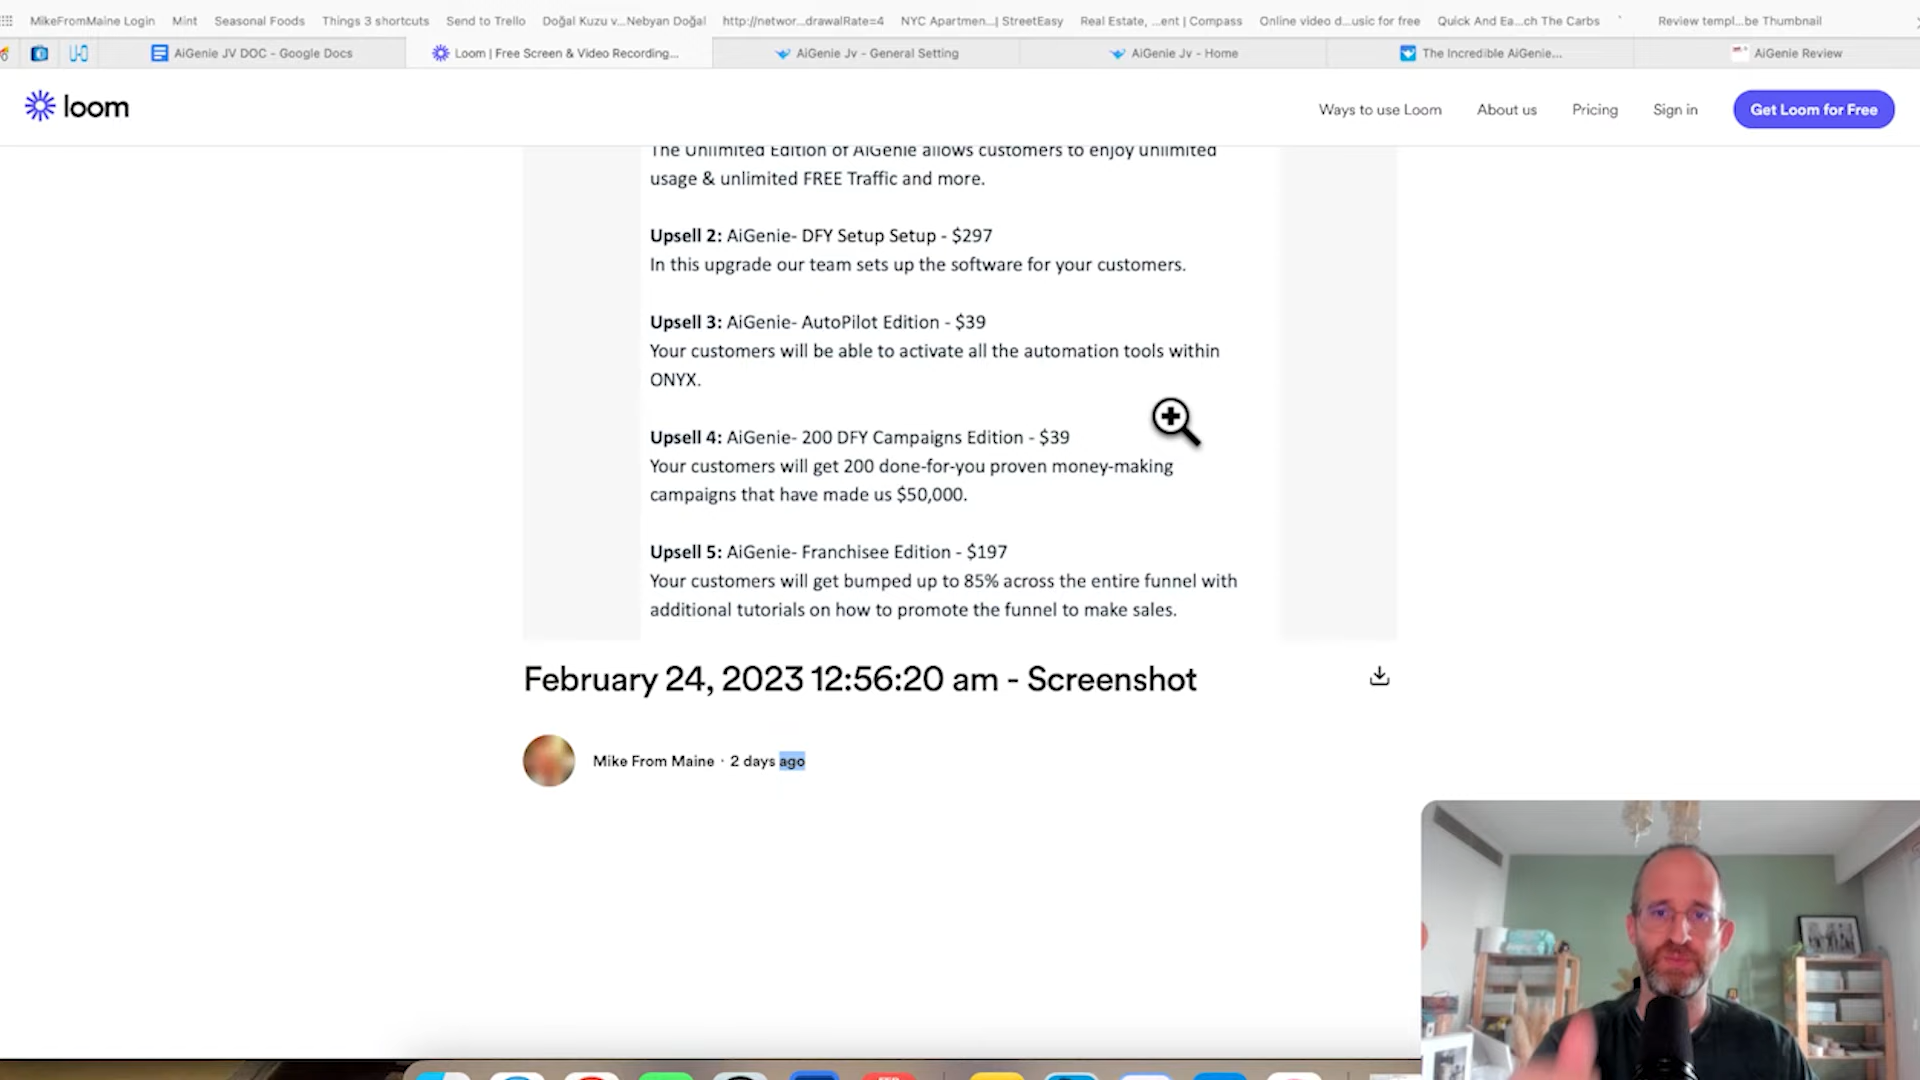 MikeFromMaine Login Mint Seasonal Foods Things 3 shortcuts Send to Trello Doğal Kuzu v...Nebyan Doğal http://networ...drawalRate=4 NYC Apartmen...| StreetEasy Real Estate, ...ent | Compass Online video d...usic for free Quick And Ea...ch The Carbs Review templ...be Thumbnail
AiGenie JV DOC - Google Docs Loom | Free Screen & Video Recording... AiGenie Jv - General Setting AiGenie Jv - Home The Incredible AiGenie... AiGenie Review
loom Ways to use Loom About us Pricing Sign in Get Loom for Free
The Unlimited Edition of AiGenie allows customers to enjoy unlimited
usage & unlimited FREE Traffic and more.
Upsell 2: AiGenie- DFY Setup Setup - $297
In this upgrade our team sets up the software for your customers.
Upsell 3: AiGenie- AutoPilot Edition - $39
Your customers will be able to activate all the automation tools within
ONYX.
Upsell 4: AiGenie- 200 DFY Campaigns Edition - $39
Your customers will get 200 done-for-you proven money-making
campaigns that have made us $50,000.
Upsell 5: AiGenie- Franchisee Edition - $197
Your customers will get bumped up to 85% across the entire funnel with
additional tutorials on how to promote the funnel to make sales.
February 24, 2023 12:56:20 am - Screenshot
Mike From Maine · 2 days ago